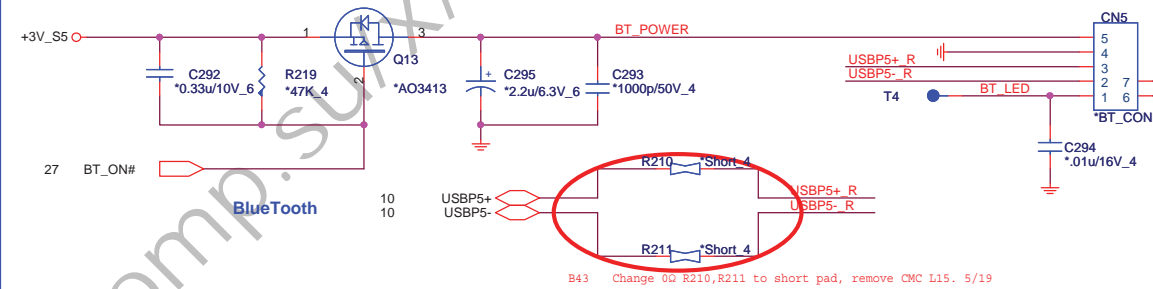 CN5
+3V_S5
1
3
BT_POWER
5
Q13
4
C292
*0.33u/10V_6
R219
*47K_4
2
*AO3413
C295
+
*2.2u/6.3V_6
C293
*1000p/50V_4
USBP5+_R
3
USBP5-_R
2 7
T4
BT_LED
1 6
*BT_CON
C294
*.01u/16V_4
27 BT_ON#
R210 *Short_4
BlueTooth
10 USBP5+
USBP5+_R
10 USBP5-
USBP5-_R
R211 *Short_4
B43 Change 0Ω R210,R211 to short pad, remove CMC L15. 5/19
omp.su/x/